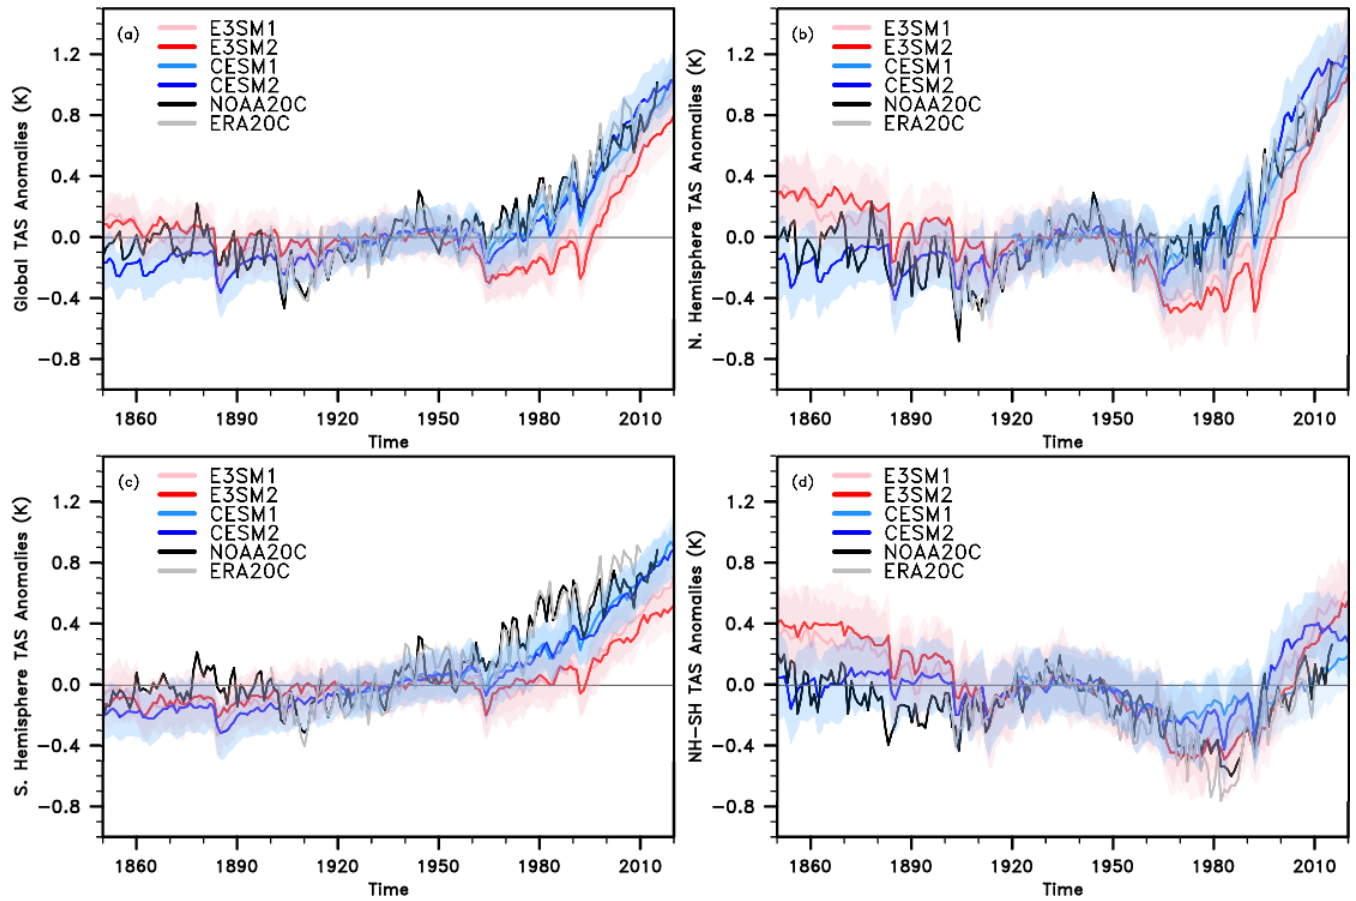 (a)
E3SM1
E3SM2
CESM1
CESM2
NOAA20C
ERA20C
Global TAS Anomalies (K)
1.2
0.8
0.4
0.0
−0.4
−0.8
1860 1890 1920 1950 1980 2010
Time
(b)
E3SM1
E3SM2
CESM1
CESM2
NOAA20C
ERA20C
N. Hemisphere TAS Anomalies (K)
1.2
0.8
0.4
0.0
−0.4
−0.8
1860 1890 1920 1950 1980 2010
Time
(c)
E3SM1
E3SM2
CESM1
CESM2
NOAA20C
ERA20C
S. Hemisphere TAS Anomalies (K)
1.2
0.8
0.4
0.0
−0.4
−0.8
1860 1890 1920 1950 1980 2010
Time
(d)
E3SM1
E3SM2
CESM1
CESM2
NOAA20C
ERA20C
NH−SH TAS Anomalies (K)
1.2
0.8
0.4
0.0
−0.4
−0.8
1860 1890 1920 1950 1980 2010
Time